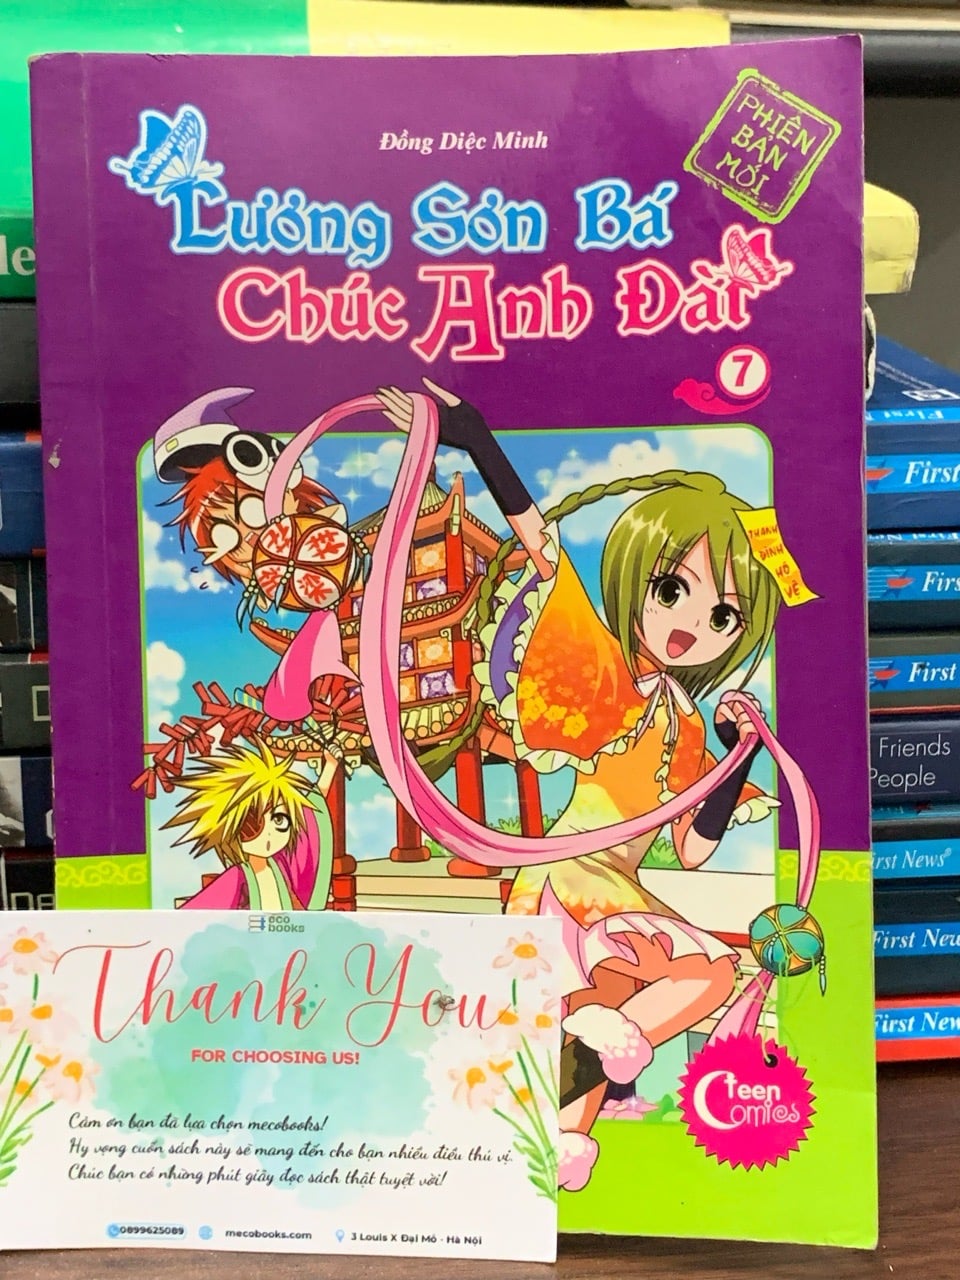 Đồng Diệc Minh
PHIÊN
BẢN
MỚI
Lương Sơn Bá
Chúc Anh Đài
7
THANH
ĐÌNH
HỘ
VỆ
First
First
First
First
Friends
People
irst News
First New
First New
eco
books
Thank You
FOR CHOOSING US!
Cảm ơn bạn đã lựa chọn mecobooks!
Hy vọng cuốn sách này sẽ mang đến cho bạn nhiều điều thú vị.
Chúc bạn có những phút giây đọc sách thật tuyệt vời!
0899625089
mecobooks.com
3 Louis X Đại Mỗ - Hà Nội
teen
Comics